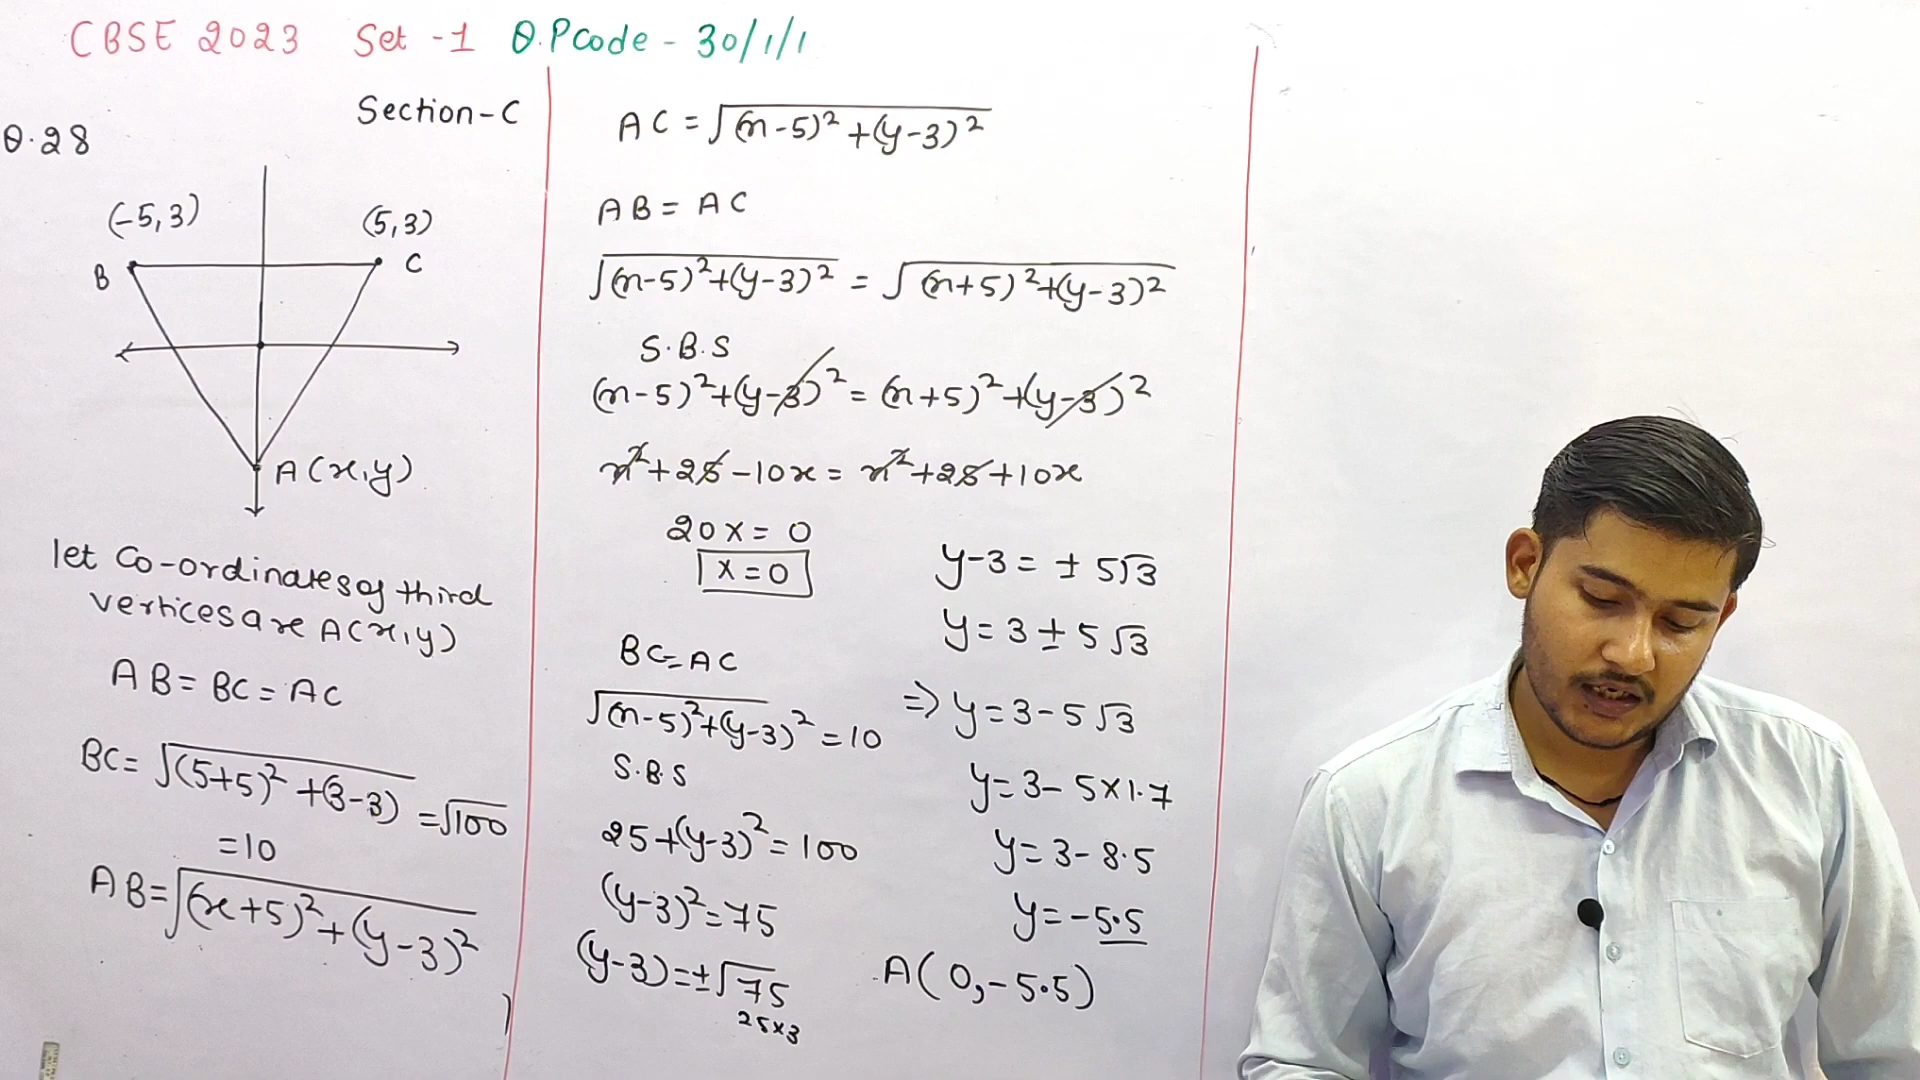 CBSE 2023 Set -1 Q.P Code - 30/1/1
Section-C
Q.28
(-5,3)
(5,3)
B
C
A(x,y)
let Co-ordinates of third
vertices are A(x,y)
AB = BC = AC
BC = √(5+5)² + (3-3) = √100
= 10
AB = √(x+5)² + (y-3)²
AC = √(x-5)² + (y-3)²
AB = AC
√(x-5)² + (y-3)² = √(x+5)² + (y-3)²
S.B.S
(x-5)² + (y-3)² = (x+5)² + (y-3)²
x² + 25 - 10x = x² + 25 + 10x
20x = 0
x = 0
BC = AC
√(x-5)² + (y-3)² = 10
S.B.S
25 + (y-3)² = 100
(y-3)² = 75
(y-3) = ±√75
25×3
y-3 = ± 5√3
y = 3 ± 5√3
⇒ y = 3 - 5√3
y = 3 - 5×1.7
y = 3 - 8.5
y = -5.5
A(0, -5.5)